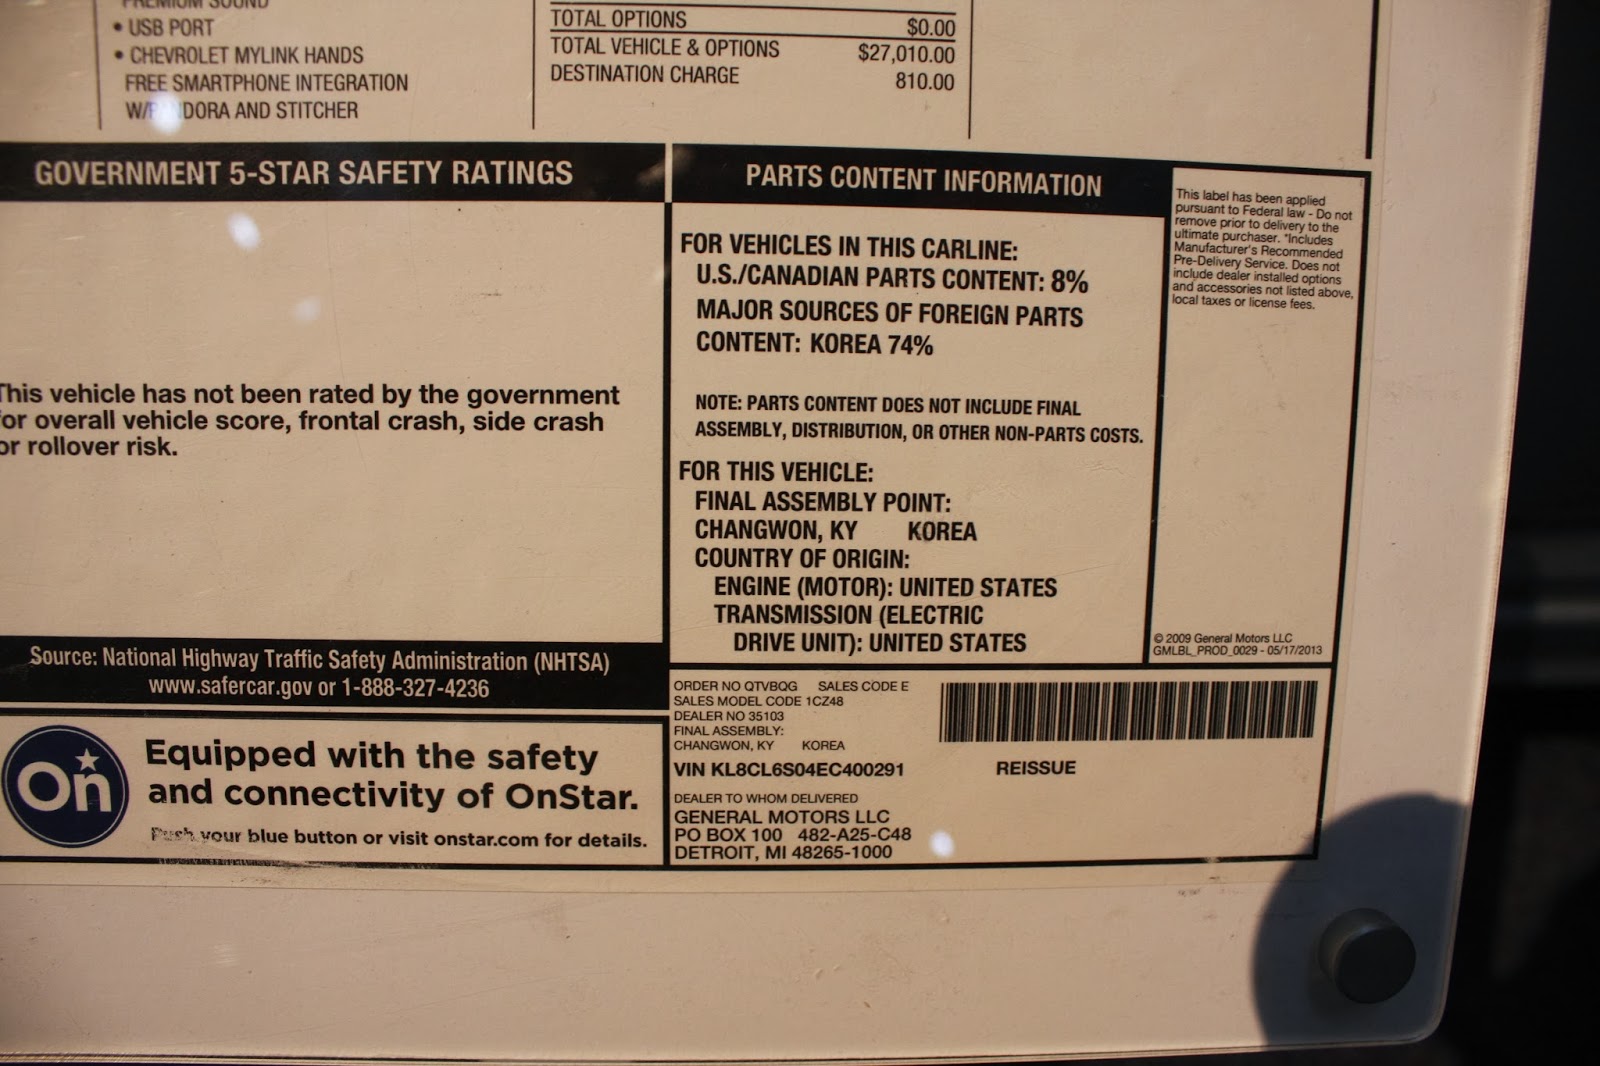 PREMIUM SOUND
• USB PORT
• CHEVROLET MYLINK HANDS
FREE SMARTPHONE INTEGRATION
W/PANDORA AND STITCHER
TOTAL OPTIONS $0.00
TOTAL VEHICLE & OPTIONS $27,010.00
DESTINATION CHARGE 810.00
GOVERNMENT 5-STAR SAFETY RATINGS
This vehicle has not been rated by the government
for overall vehicle score, frontal crash, side crash
or rollover risk.
Source: National Highway Traffic Safety Administration (NHTSA)
www.safercar.gov or 1-888-327-4236
On
Equipped with the safety
and connectivity of OnStar.
Push your blue button or visit onstar.com for details.
PARTS CONTENT INFORMATION
FOR VEHICLES IN THIS CARLINE:
U.S./CANADIAN PARTS CONTENT: 8%
MAJOR SOURCES OF FOREIGN PARTS
CONTENT: KOREA 74%
NOTE: PARTS CONTENT DOES NOT INCLUDE FINAL
ASSEMBLY, DISTRIBUTION, OR OTHER NON-PARTS COSTS.
FOR THIS VEHICLE:
FINAL ASSEMBLY POINT:
CHANGWON, KY KOREA
COUNTRY OF ORIGIN:
ENGINE (MOTOR): UNITED STATES
TRANSMISSION (ELECTRIC
DRIVE UNIT): UNITED STATES
This label has been applied
pursuant to Federal law - Do not
remove prior to delivery to the
ultimate purchaser. *Includes
Manufacturer's Recommended
Pre-Delivery Service. Does not
include dealer installed options
and accessories not listed above,
local taxes or license fees.
© 2009 General Motors LLC
GMLBL_PROD_0029 - 05/17/2013
ORDER NO QTVBQG SALES CODE E
SALES MODEL CODE 1CZ48
DEALER NO 35103
FINAL ASSEMBLY:
CHANGWON, KY KOREA
VIN KL8CL6S04EC400291 REISSUE
DEALER TO WHOM DELIVERED
GENERAL MOTORS LLC
PO BOX 100 482-A25-C48
DETROIT, MI 48265-1000